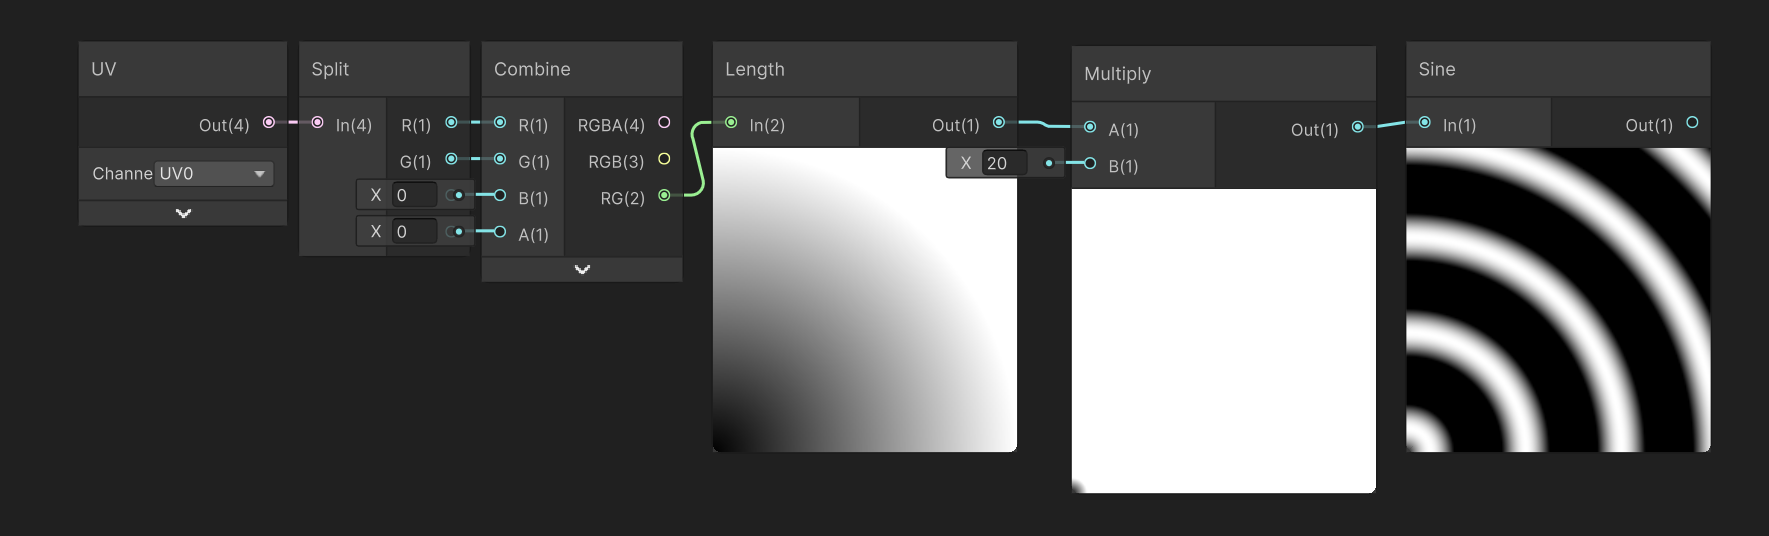 UV
Out(4)
Channe
UV0
Split
In(4)
R(1)
G(1)
X 0
X 0
Combine
R(1)
G(1)
B(1)
A(1)
RGBA(4)
RGB(3)
RG(2)
Length
In(2)
Out(1)
X 20
Multiply
A(1)
B(1)
Out(1)
Sine
In(1)
Out(1)